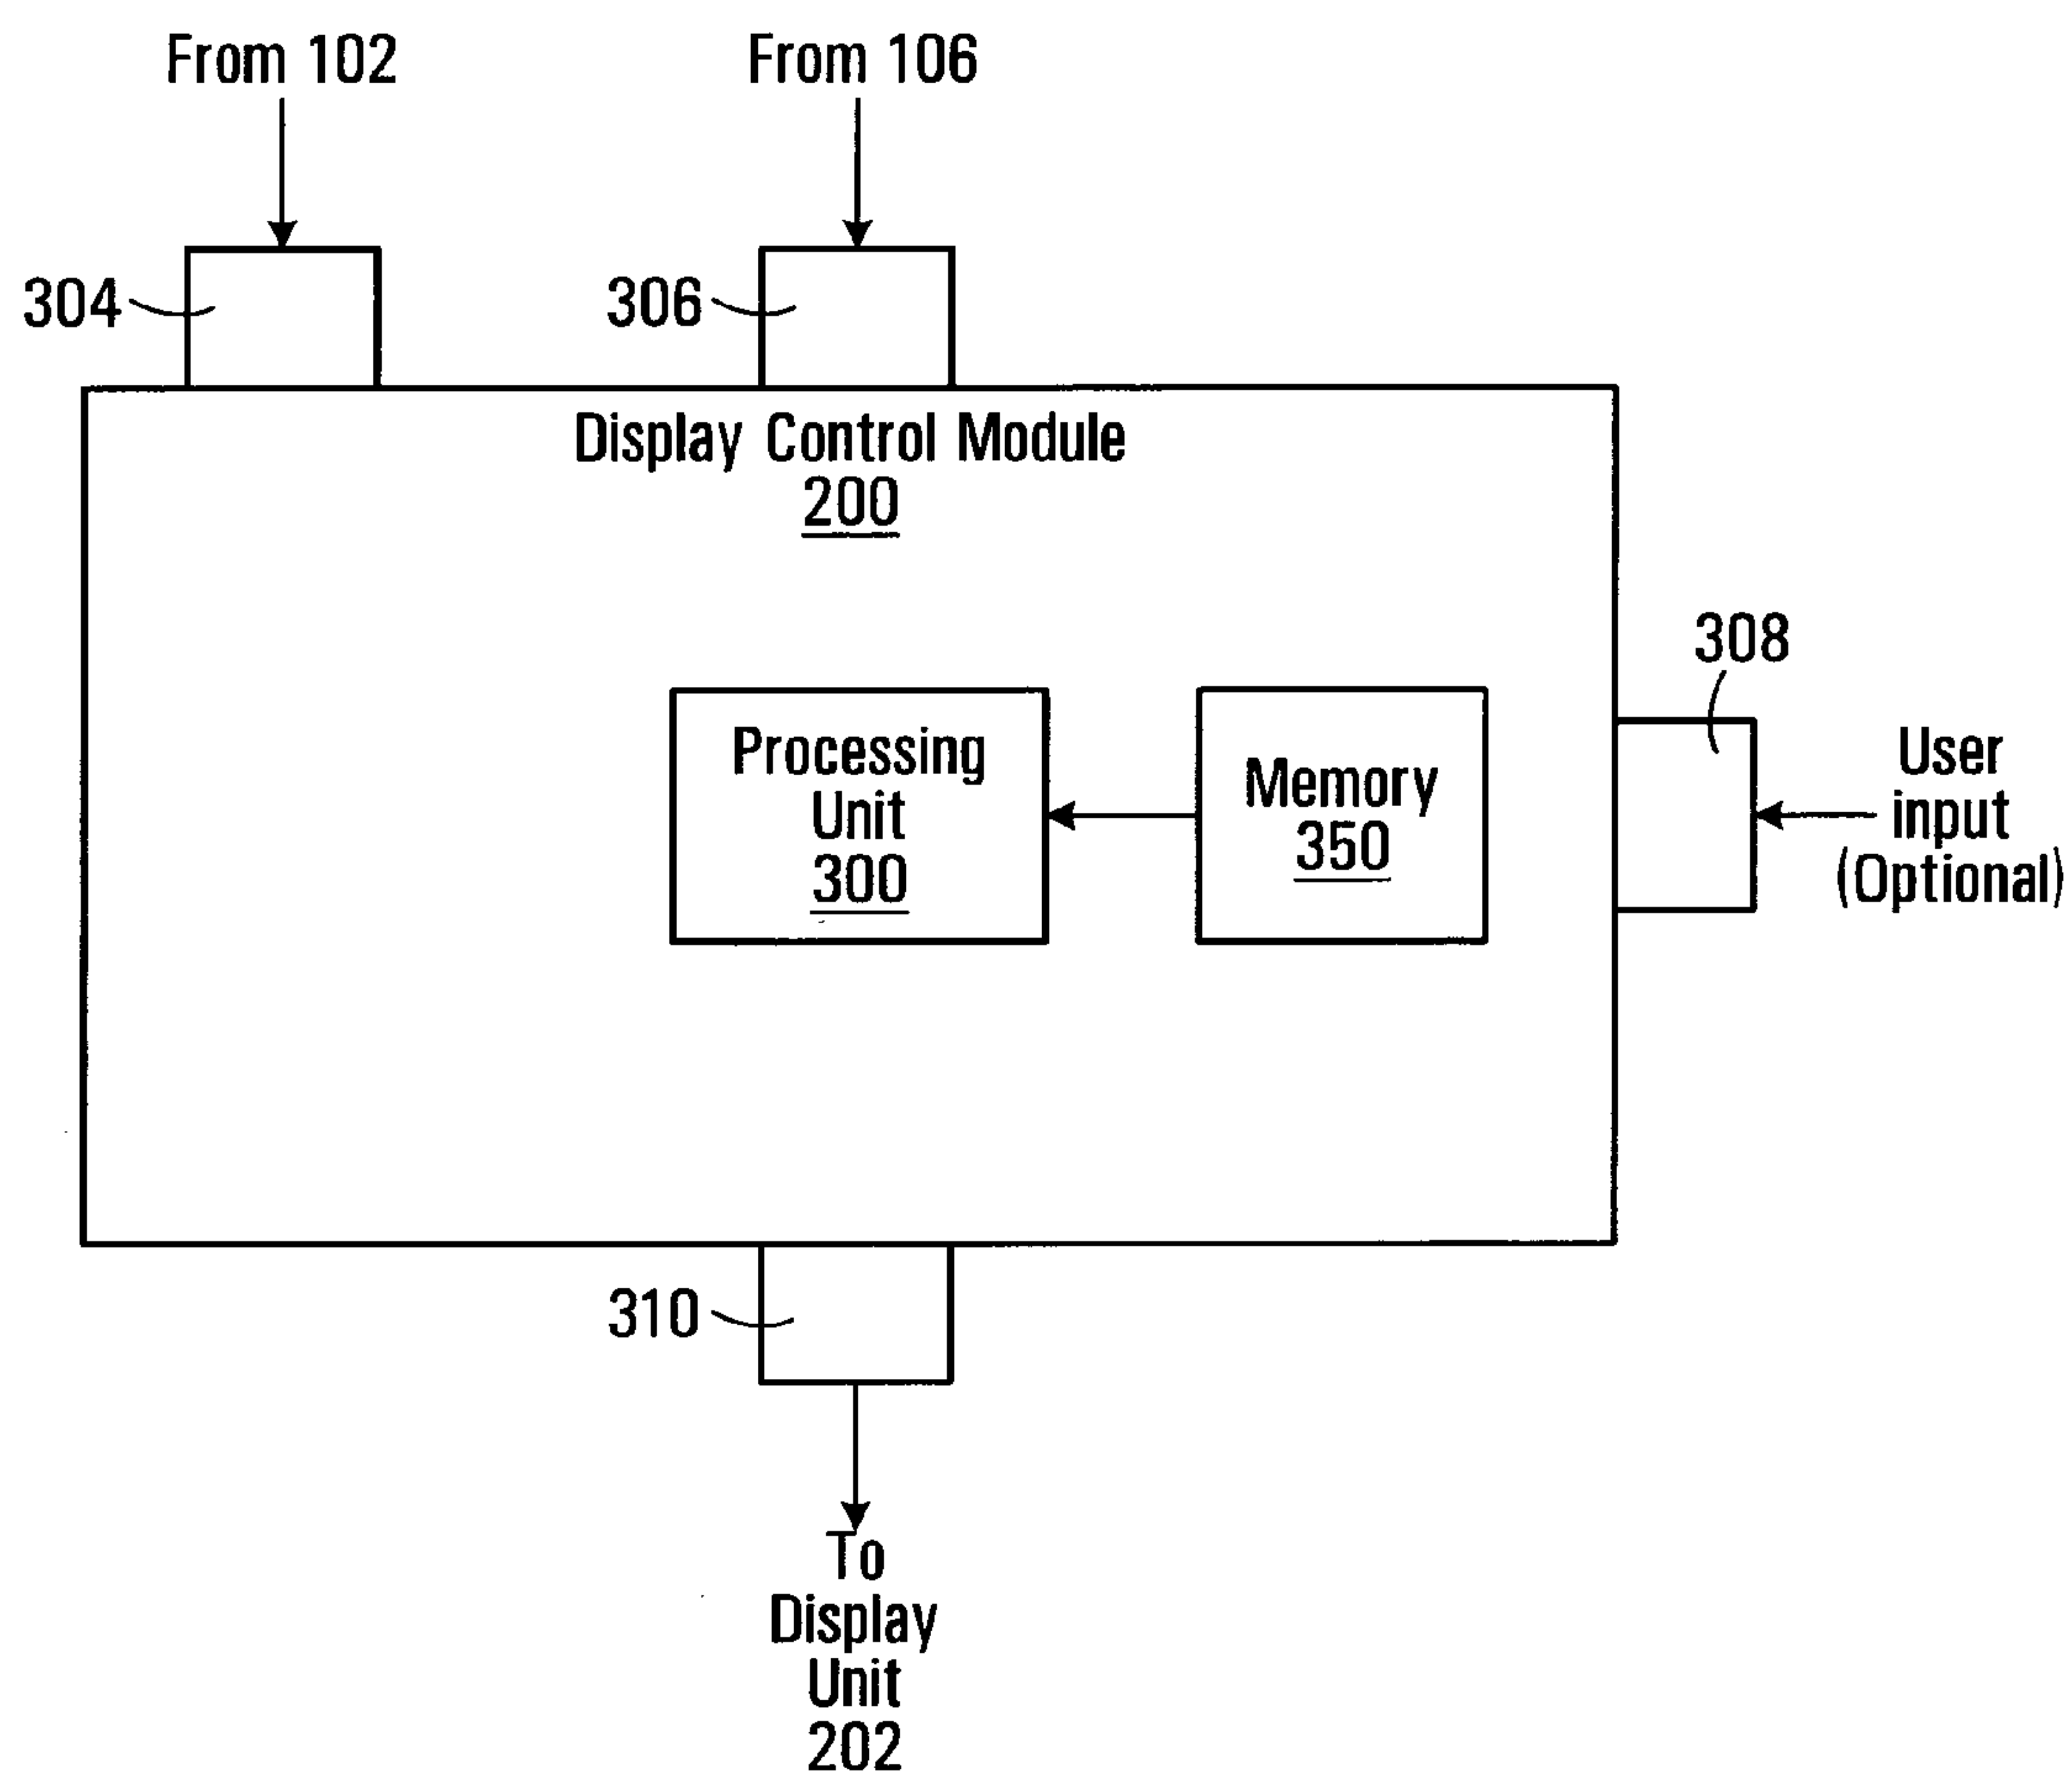 From 102
From 106
304
306
Display Control Module
200
308
Processing
Unit
300
Memory
350
User
input
(Optional)
310
To
Display
Unit
202